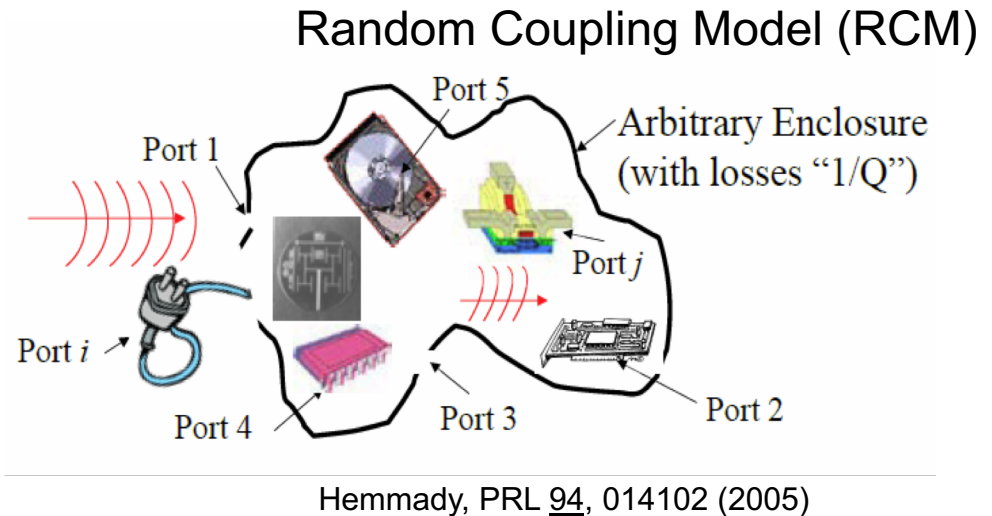 Random Coupling Model (RCM)
Port 5
Port 1
Arbitrary Enclosure
(with losses “1/Q”)
Port j
Port i
Port 4
Port 3
Port 2
Hemmady, PRL 94, 014102 (2005)